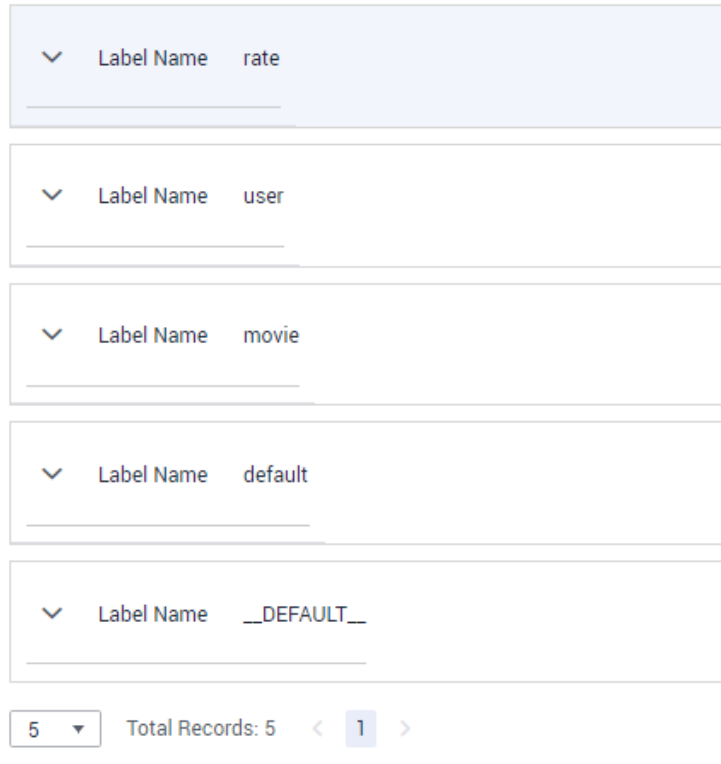 Label Name rate
Label Name user
Label Name movie
Label Name default
Label Name __DEFAULT__
5 Total Records: 5 < 1 >